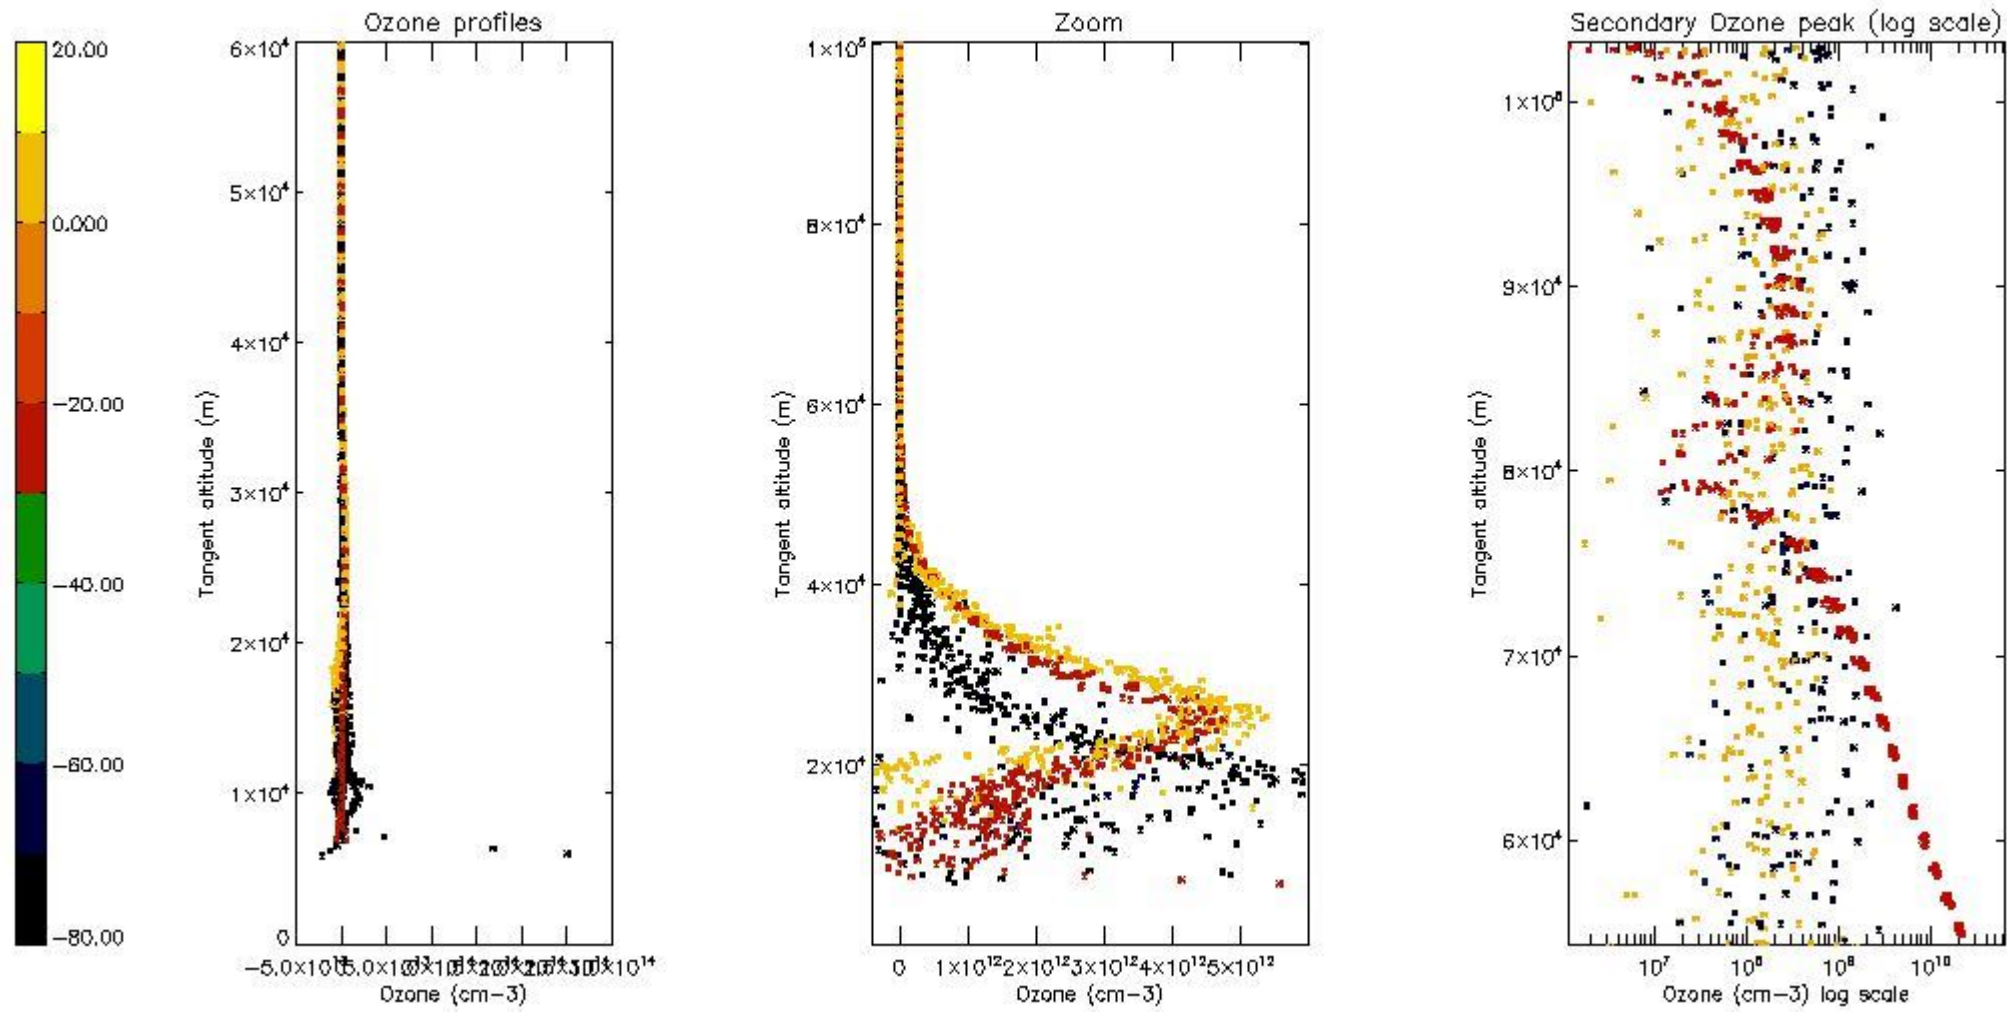 Ozone profiles
Zoom
Secondary Ozone peak (log scale)
20.00
0.000
−20.00
−40.00
−60.00
−80.00
6×10⁴
5×10⁴
4×10⁴
3×10⁴
2×10⁴
1×10⁴
0
Tangent altitude (m)
Ozone (cm−3)
1×10⁵
8×10⁴
6×10⁴
4×10⁴
2×10⁴
Tangent altitude (m)
0 1×10¹² 2×10¹² 3×10¹² 4×10¹² 5×10¹²
Ozone (cm−3)
9×10⁴
8×10⁴
7×10⁴
6×10⁴
Tangent altitude (m)
10⁷ 10⁸ 10⁹ 10¹⁰
Ozone (cm−3) log scale